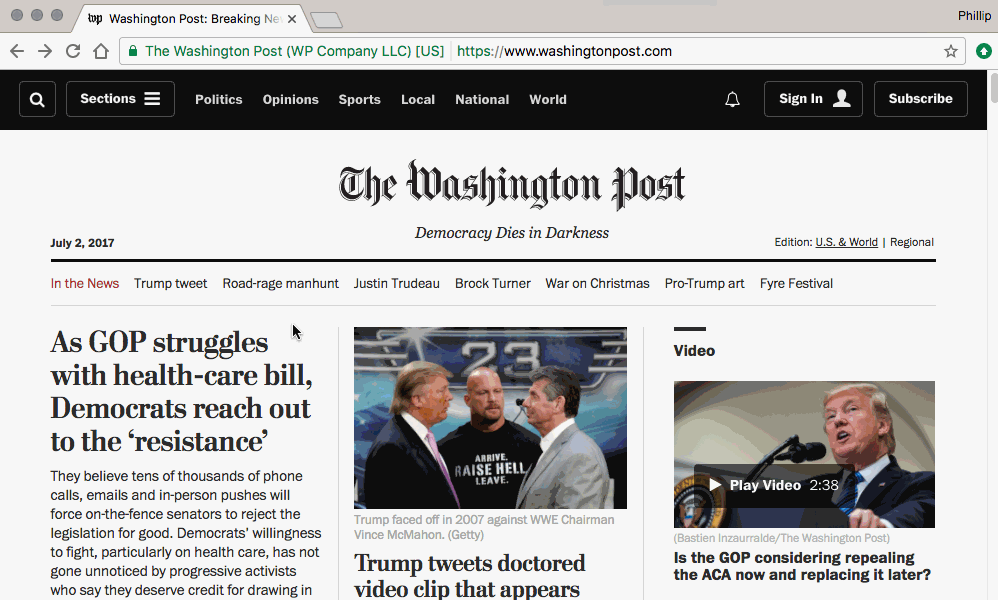 wp Washington Post: Breaking Ne
Phillip
The Washington Post (WP Company LLC) [US] https://www.washingtonpost.com
Sections Politics Opinions Sports Local National World Sign In Subscribe
The Washington Post
Democracy Dies in Darkness
July 2, 2017
Edition: U.S. & World | Regional
In the News Trump tweet Road-rage manhunt Justin Trudeau Brock Turner War on Christmas Pro-Trump art Fyre Festival
As GOP struggles
with health-care bill,
Democrats reach out
to the ‘resistance’
They believe tens of thousands of phone
calls, emails and in-person pushes will
force on-the-fence senators to reject the
legislation for good. Democrats’ willingness
to fight, particularly on health care, has not
gone unnoticed by progressive activists
who say they deserve credit for drawing in
23
ARRIVE.
RAISE HELL
LEAVE.
Trump faced off in 2007 against WWE Chairman
Vince McMahon. (Getty)
Trump tweets doctored
video clip that appears
Video
Play Video 2:38
(Bastien Inzaurralde/The Washington Post)
Is the GOP considering repealing
the ACA now and replacing it later?